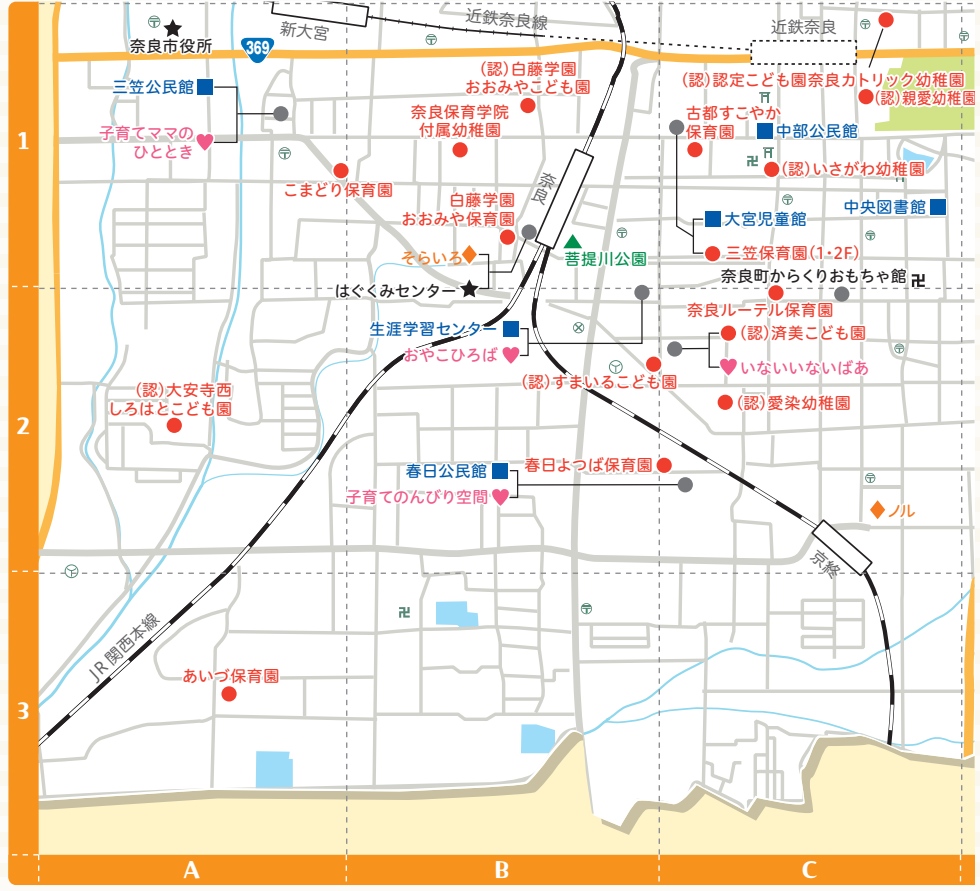 近鉄奈良線
新大宮
近鉄奈良
奈良市役所
369
(認)白藤学園
おおみやこども園
(認)認定こども園奈良カトリック幼稚園
(認)親愛幼稚園
三笠公民館
奈良保育学院
付属幼稚園
古都すこやか
保育園
中部公民館
子育てママの
ひととき
1
こまどり保育園
(認)いさがわ幼稚園
奈良
白藤学園
おおみや保育園
中央図書館
大宮児童館
そらいろ
菩提川公園
三笠保育園(1・2F)
はぐくみセンター
奈良町からくりおもちゃ館
奈良ルーテル保育園
生涯学習センター
おやこひろば
(認)済美こども園
いないいないばあ
(認)すまいるこども園
(認)大安寺西
しろはとこども園
(認)愛染幼稚園
2
春日公民館
春日よつば保育園
子育てのんびり空間
ノル
京終
JR関西本線
あいづ保育園
3
A
B
C